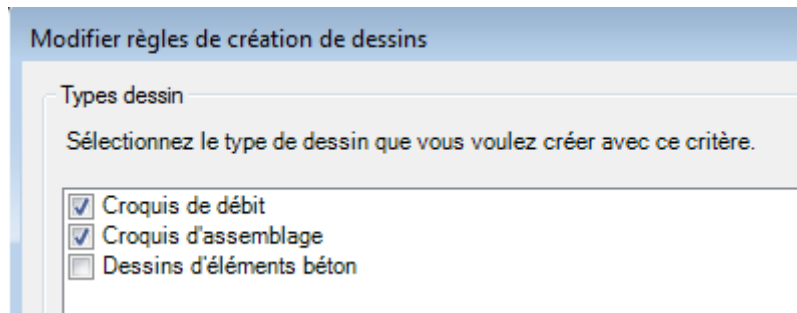 Modifier règles de création de dessins
Types dessin
Sélectionnez le type de dessin que vous voulez créer avec ce critère.
Croquis de débit
Croquis d'assemblage
Dessins d'éléments béton